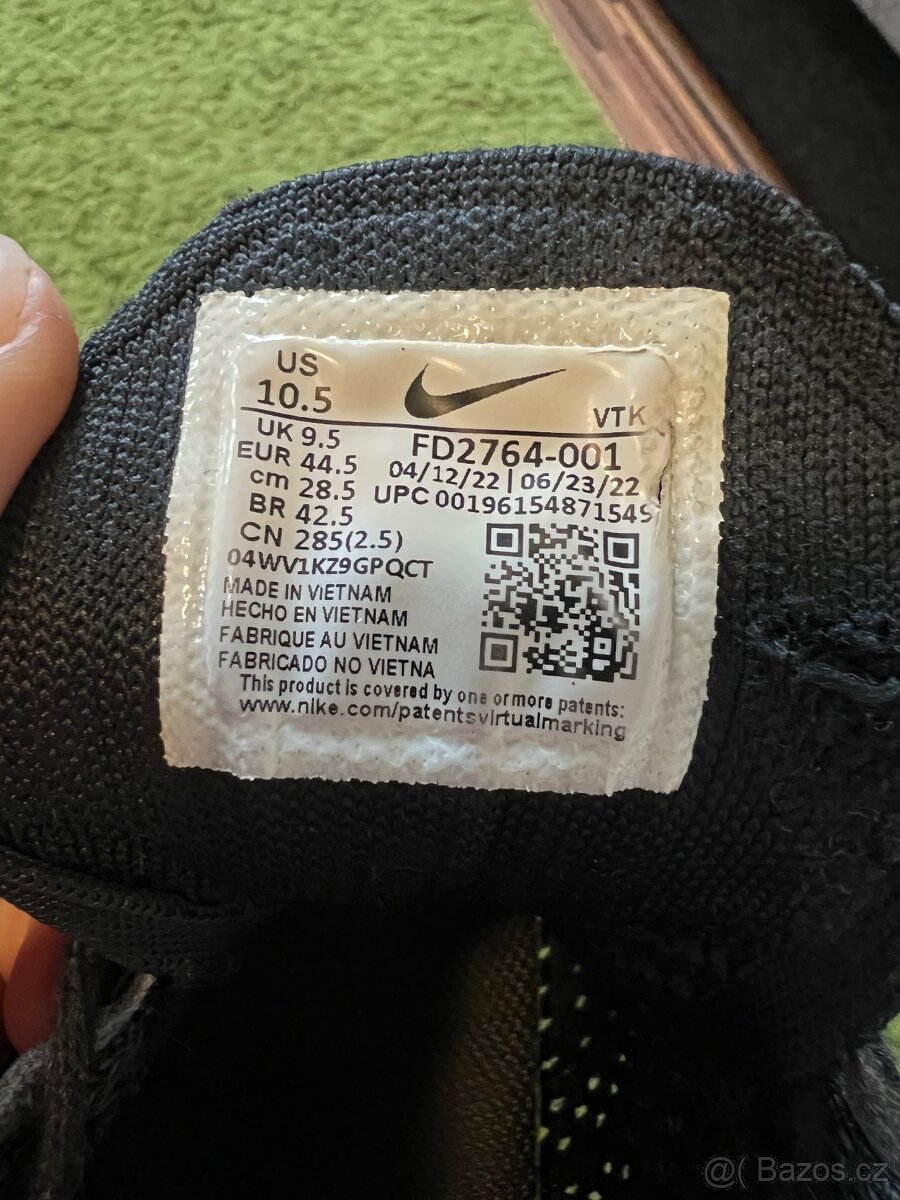 US
10.5
VTK
UK 9.5
FD2764-001
EUR 44.5
04/12/22 | 06/23/22
cm 28.5
UPC 00196154871549
BR 42.5
CN 285(2.5)
04WV1KZ9GPQCT
MADE IN VIETNAM
HECHO EN VIETNAM
FABRIQUE AU VIETNAM
FABRICADO NO VIETNA
This product is covered by one or more patents:
www.nike.com/patentsvirtualmarking
@( Bazos.cz